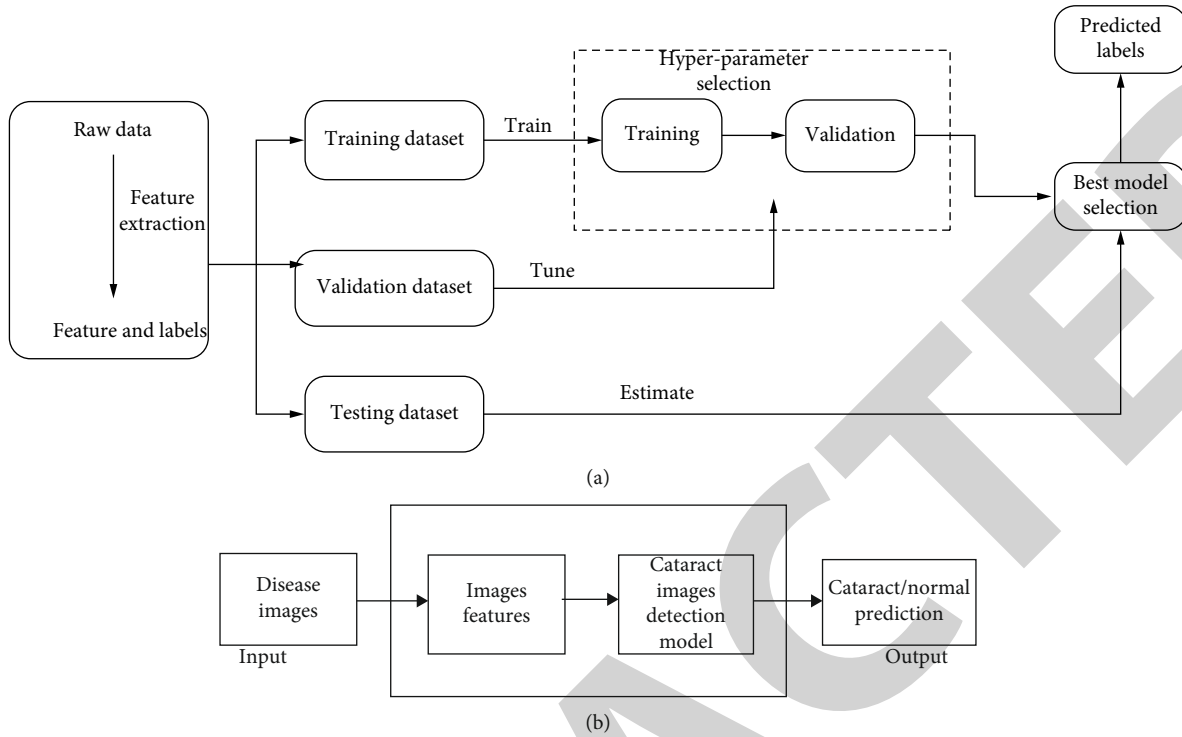 Raw data
Feature
extraction
Feature and labels
Training dataset
Train
Hyper-parameter
selection
Training
Validation
Predicted
labels
Best model
selection
Validation dataset
Tune
Testing dataset
Estimate
(a)
Disease
images
Input
Images
features
Cataract
images
detection
model
Cataract/normal
prediction
Output
(b)